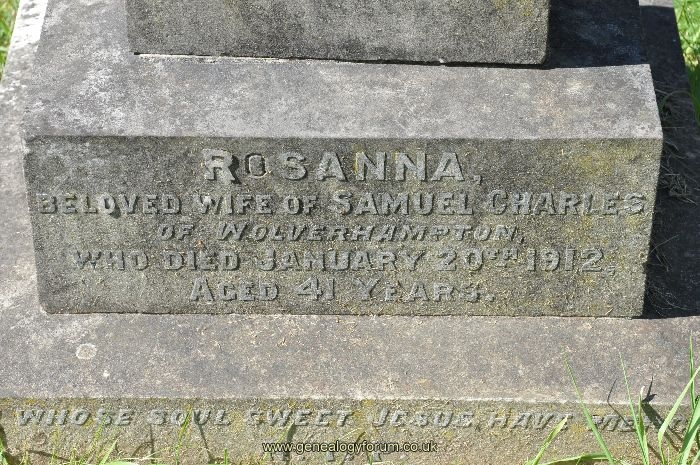 ROSANNA,
BELOVED WIFE OF SAMUEL CHARLES
OF WOLVERHAMPTON,
WHO DIED JANUARY 20TH 1912,
AGED 41 YEARS.
WHOSE SOUL SWEET JESUS HAVE
www.genealogyforum.co.uk